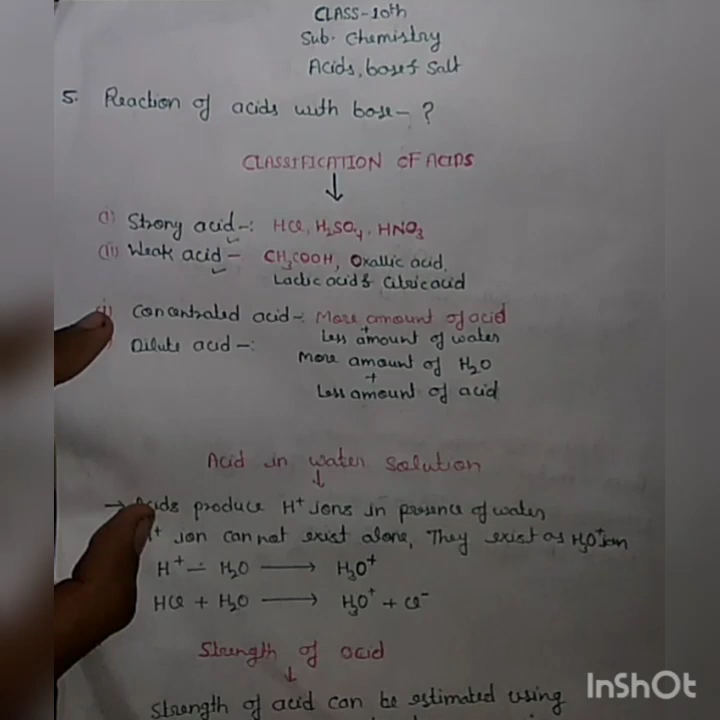 CLASS-10th
Sub. Chemistry
Acids, base & Salt
5. Reaction of acids with base-?
CLASSIFICATION OF ACIDS
↓
(i) Strong acid-: HCl, H₂SO₄, HNO₃
(ii) Weak acid- CH₃COOH, Oxallic acid,
Lactic acid & Citric acid
(i) Concentrated acid-: More amount of acid
+
Less amount of water
Dilute acid-: More amount of H₂O
+
Less amount of acid
Acid in water solution
↓
→ Acids produce H⁺ ions in presence of water,
H⁺ ion can not exist alone, They exist as H₃O⁺ ion
H⁺ ÷ H₂O ⟶ H₃O⁺
HCl + H₂O ⟶ H₃O⁺ + Cl⁻
Strength of acid
↓
Strength of acid can be estimated using
InShOt